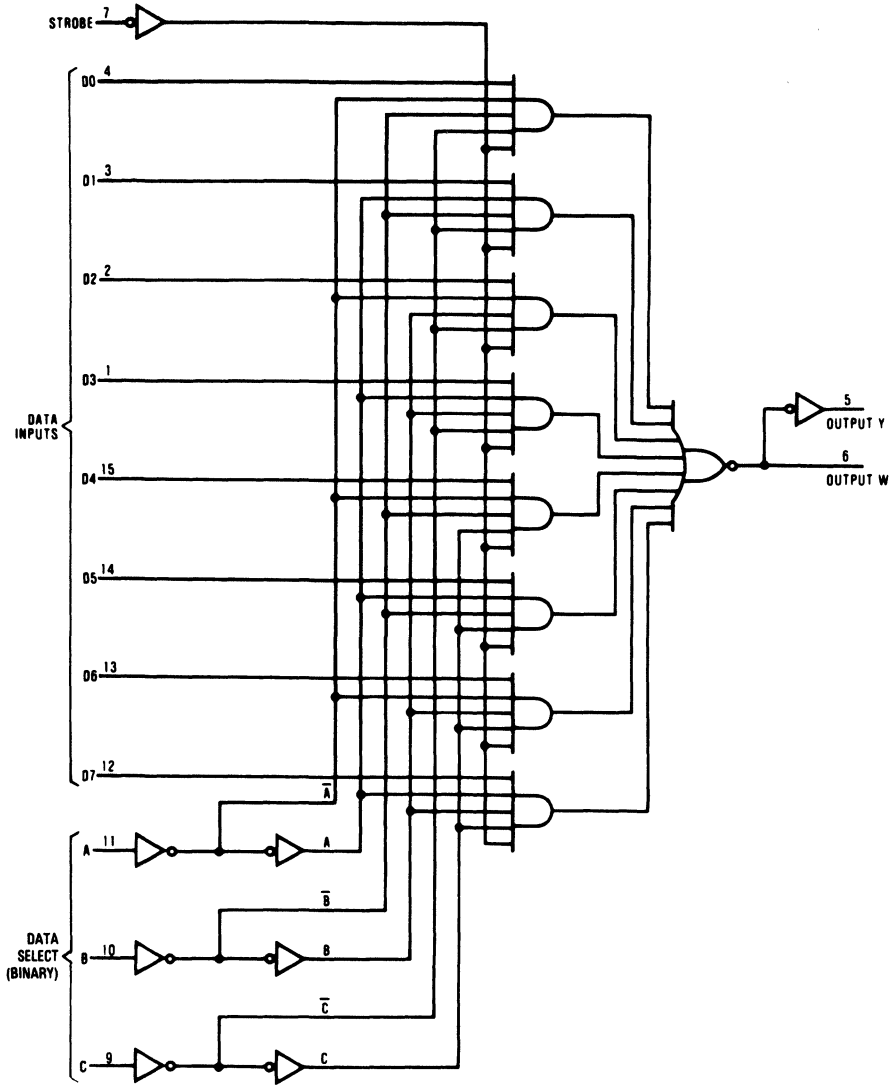 STROBE 7
D0 4
D1 3
D2 2
D3 1
DATA
INPUTS
5
OUTPUT Y
6
OUTPUT W
D4 15
D5 14
D6 13
D7 12
A̅
A 11
A
B̅
DATA
SELECT
(BINARY)
B 10
B
C̅
C 9
C